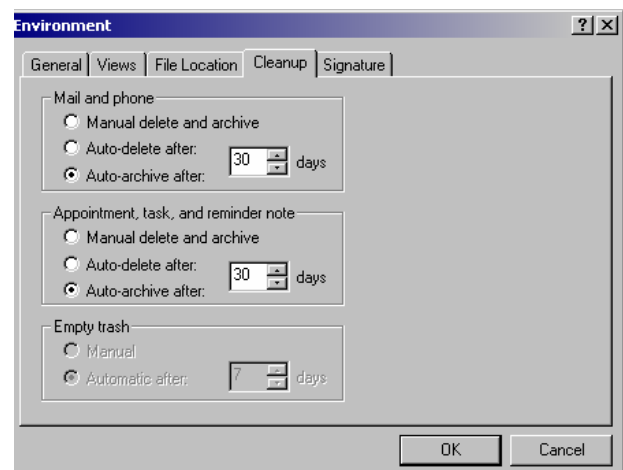 Environment
General Views File Location Cleanup Signature
Mail and phone
Manual delete and archive
Auto-delete after:
30 days
Auto-archive after:
Appointment, task, and reminder note
Manual delete and archive
Auto-delete after:
30 days
Auto-archive after:
Empty trash
Manual
Automatic after: 7 days
OK Cancel